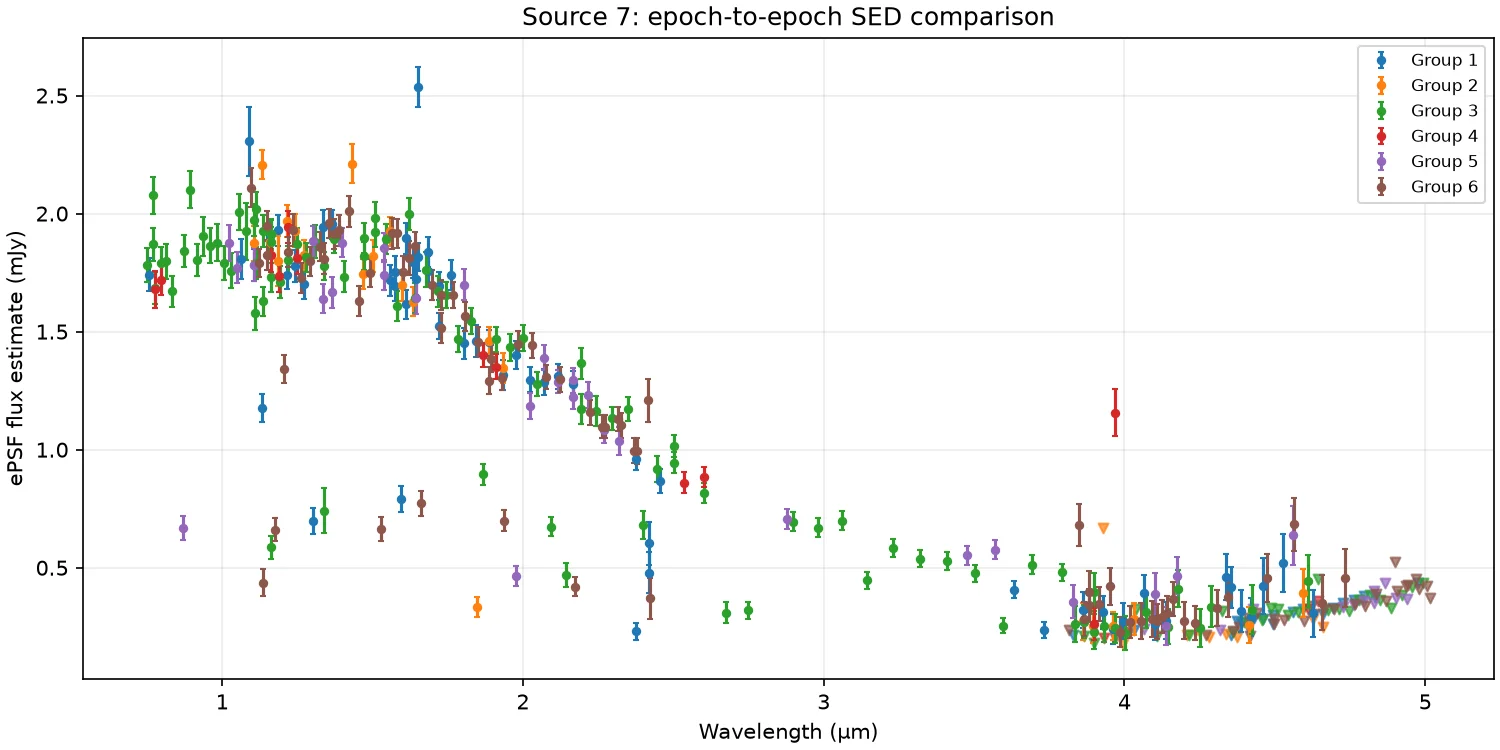 Source 7: epoch-to-epoch SED comparison
ePSF flux estimate (mJy)
2.5
2.0
1.5
1.0
0.5
1
2
3
4
5
Wavelength (μm)
Group 1
Group 2
Group 3
Group 4
Group 5
Group 6